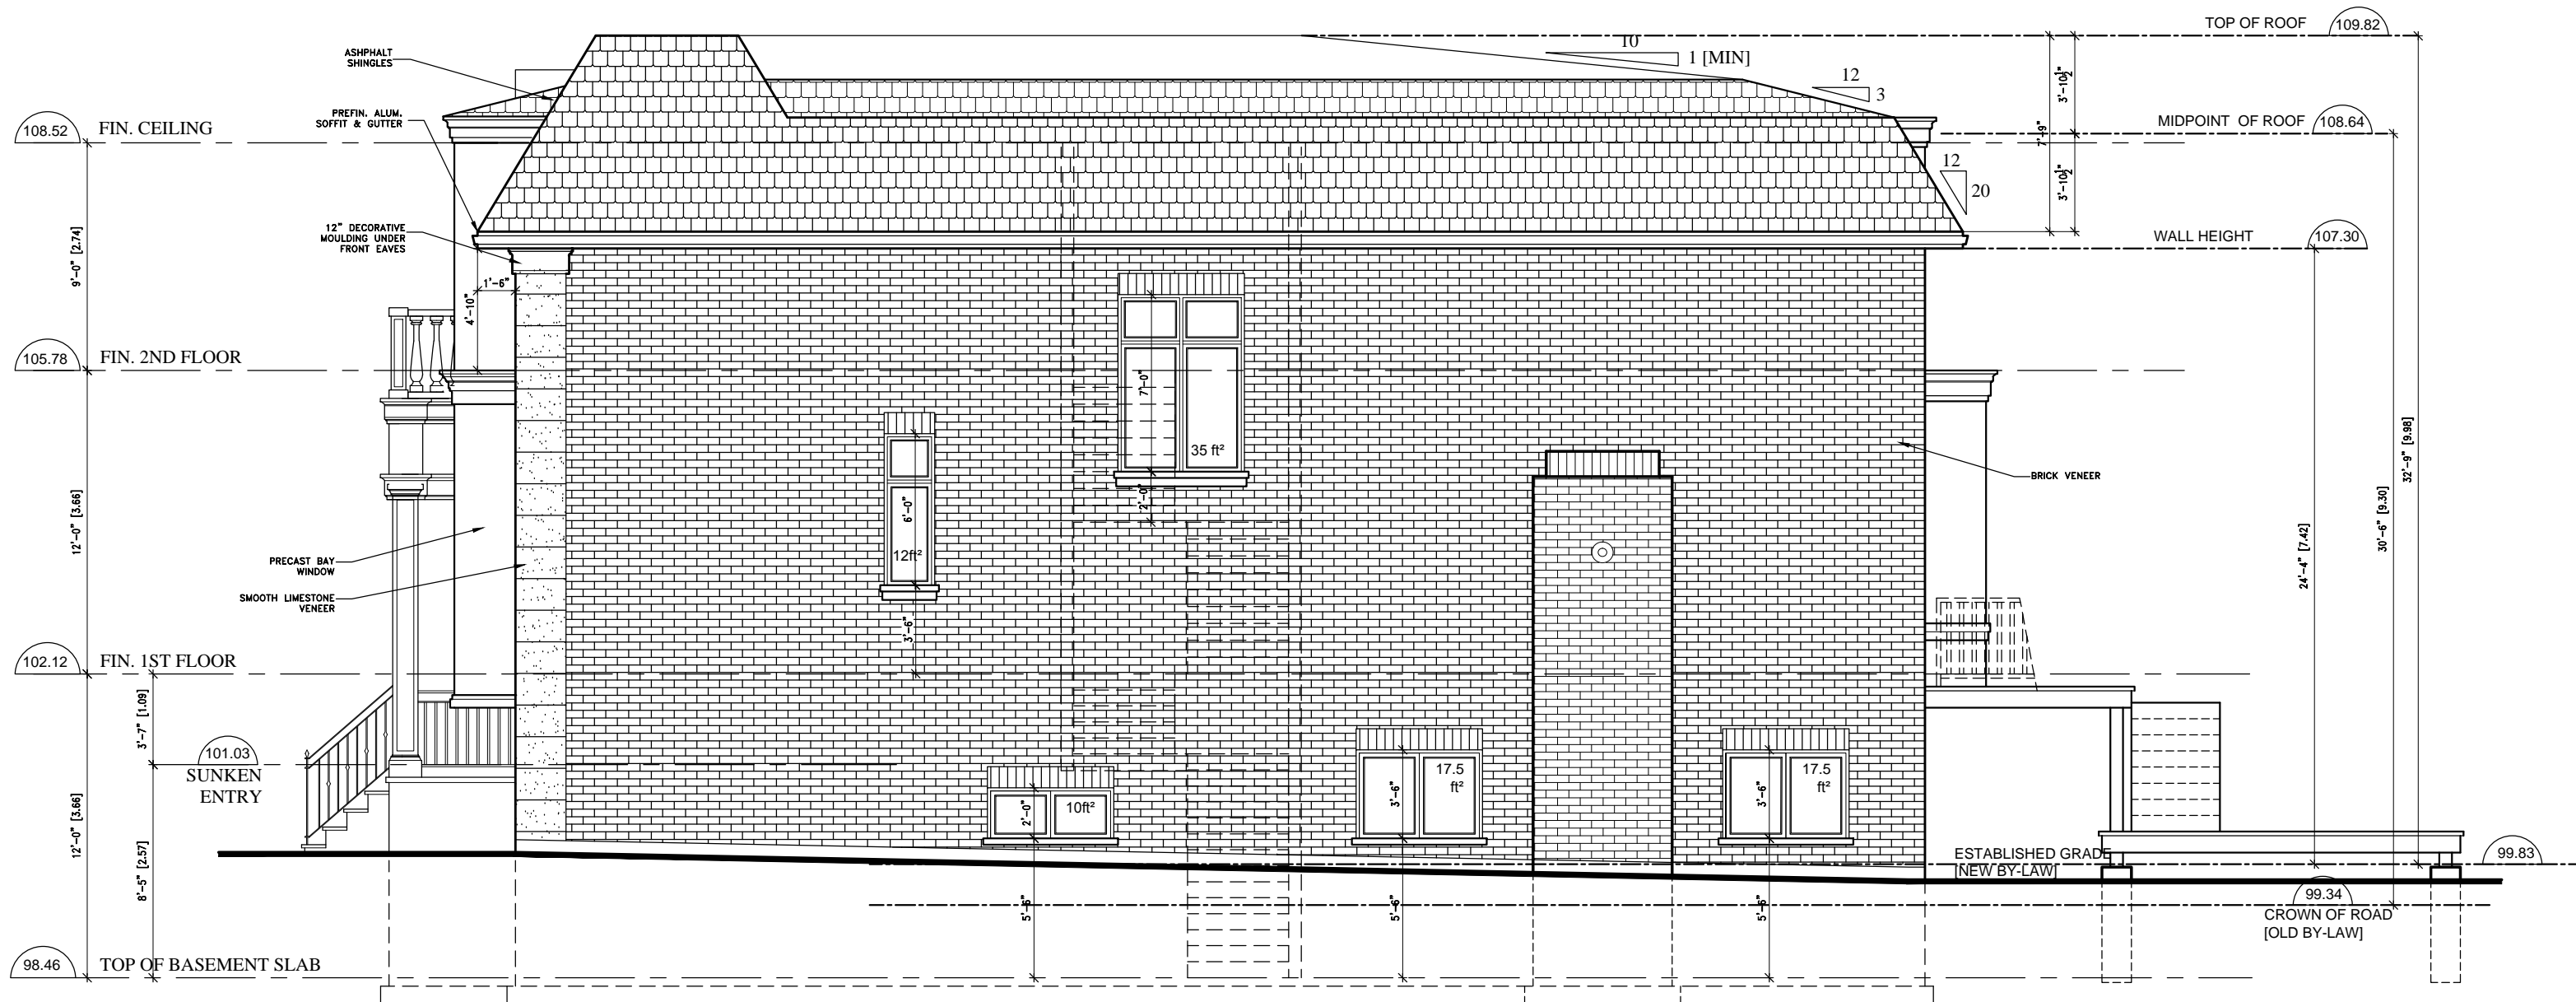 TOP OF ROOF 109.82
10
1 [MIN]
12
3
ASHPHALT
SHINGLES
3'-10½"
7'-9"
3'-10½"
PREFIN. ALUM.
SOFFIT & GUTTER
108.52 FIN. CEILING
MIDPOINT OF ROOF 108.64
12
20
12" DECORATIVE
MOULDING UNDER
FRONT EAVES
WALL HEIGHT 107.30
9'-0" [2.74]
1'-6"
4'-10"
105.78 FIN. 2ND FLOOR
7'-0"
35 ft²
2'-0"
6'-0"
12ft²
3'-6"
BRICK VENEER
32'-9" [9.98]
30'-6" [9.30]
24'-4" [7.42]
12'-0" [3.66]
PRECAST BAY
WINDOW
SMOOTH LIMESTONE
VENEER
102.12 FIN. 1ST FLOOR
3'-7" [1.09]
101.03
SUNKEN
ENTRY
12'-0" [3.66]
8'-5" [2.57]
2'-0"
10ft²
3'-6"
17.5
ft²
3'-6"
17.5
ft²
5'-6"
5'-6"
5'-6"
ESTABLISHED GRADE
[NEW BY-LAW]
99.83
99.34
CROWN OF ROAD
[OLD BY-LAW]
98.46 TOP OF BASEMENT SLAB